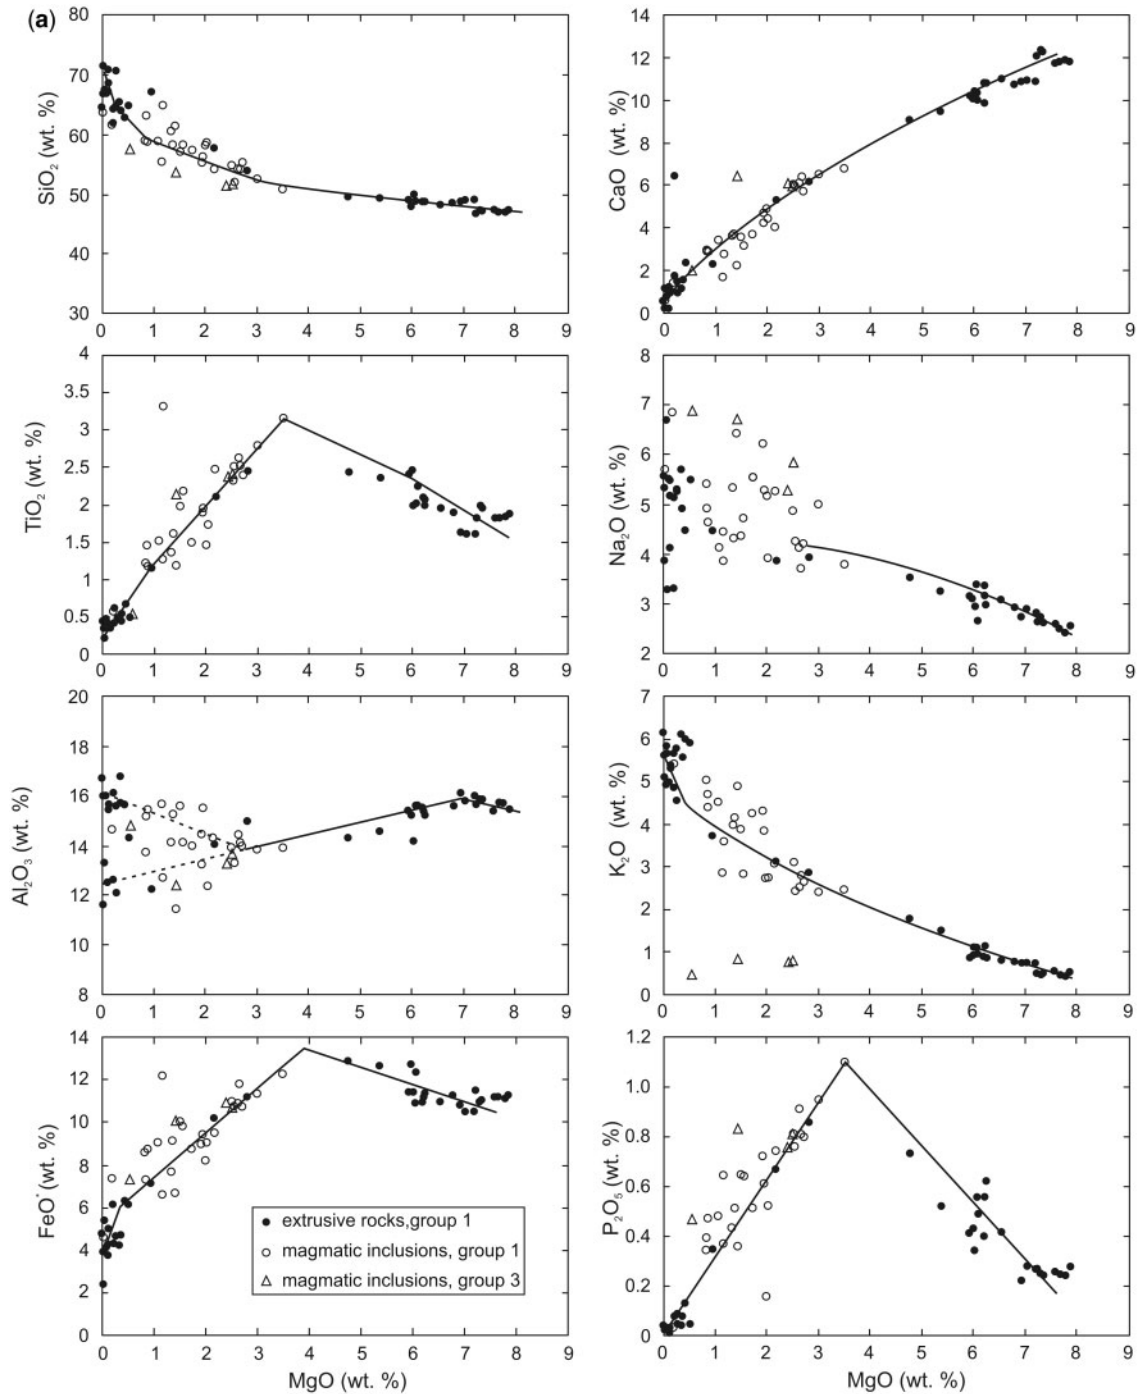 (a)
80
70
60
50
40
30
SiO2 (wt. %)
0 1 2 3 4 5 6 7 8 9
14
12
10
8
6
4
2
0
CaO (wt. %)
0 1 2 3 4 5 6 7 8 9
4
3.5
3
2.5
2
1.5
1
0.5
0
TiO2 (wt. %)
0 1 2 3 4 5 6 7 8 9
8
7
6
5
4
3
2
Na2O (wt. %)
0 1 2 3 4 5 6 7 8 9
20
18
16
14
12
10
8
Al2O3 (wt. %)
0 1 2 3 4 5 6 7 8 9
7
6
5
4
3
2
1
0
K2O (wt. %)
0 1 2 3 4 5 6 7 8 9
14
12
10
8
6
4
2
0
FeO* (wt. %)
extrusive rocks,group 1
magmatic inclusions, group 1
magmatic inclusions, group 3
0 1 2 3 4 5 6 7 8 9
MgO (wt. %)
1.2
1.0
0.8
0.6
0.4
0.2
0
P2O5 (wt. %)
0 1 2 3 4 5 6 7 8 9
MgO (wt. %)